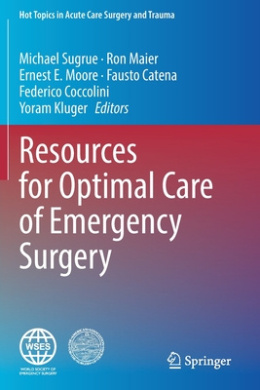 Hot Topics in Acute Care Surgery and Trauma
Michael Sugrue · Ron Maier
Ernest E. Moore · Fausto Catena
Federico Coccolini
Yoram Kluger Editors
Resources
for Optimal Care
of Emergency
Surgery
WSES
WORLD SOCIETY OF
EMERGENCY SURGERY
Springer